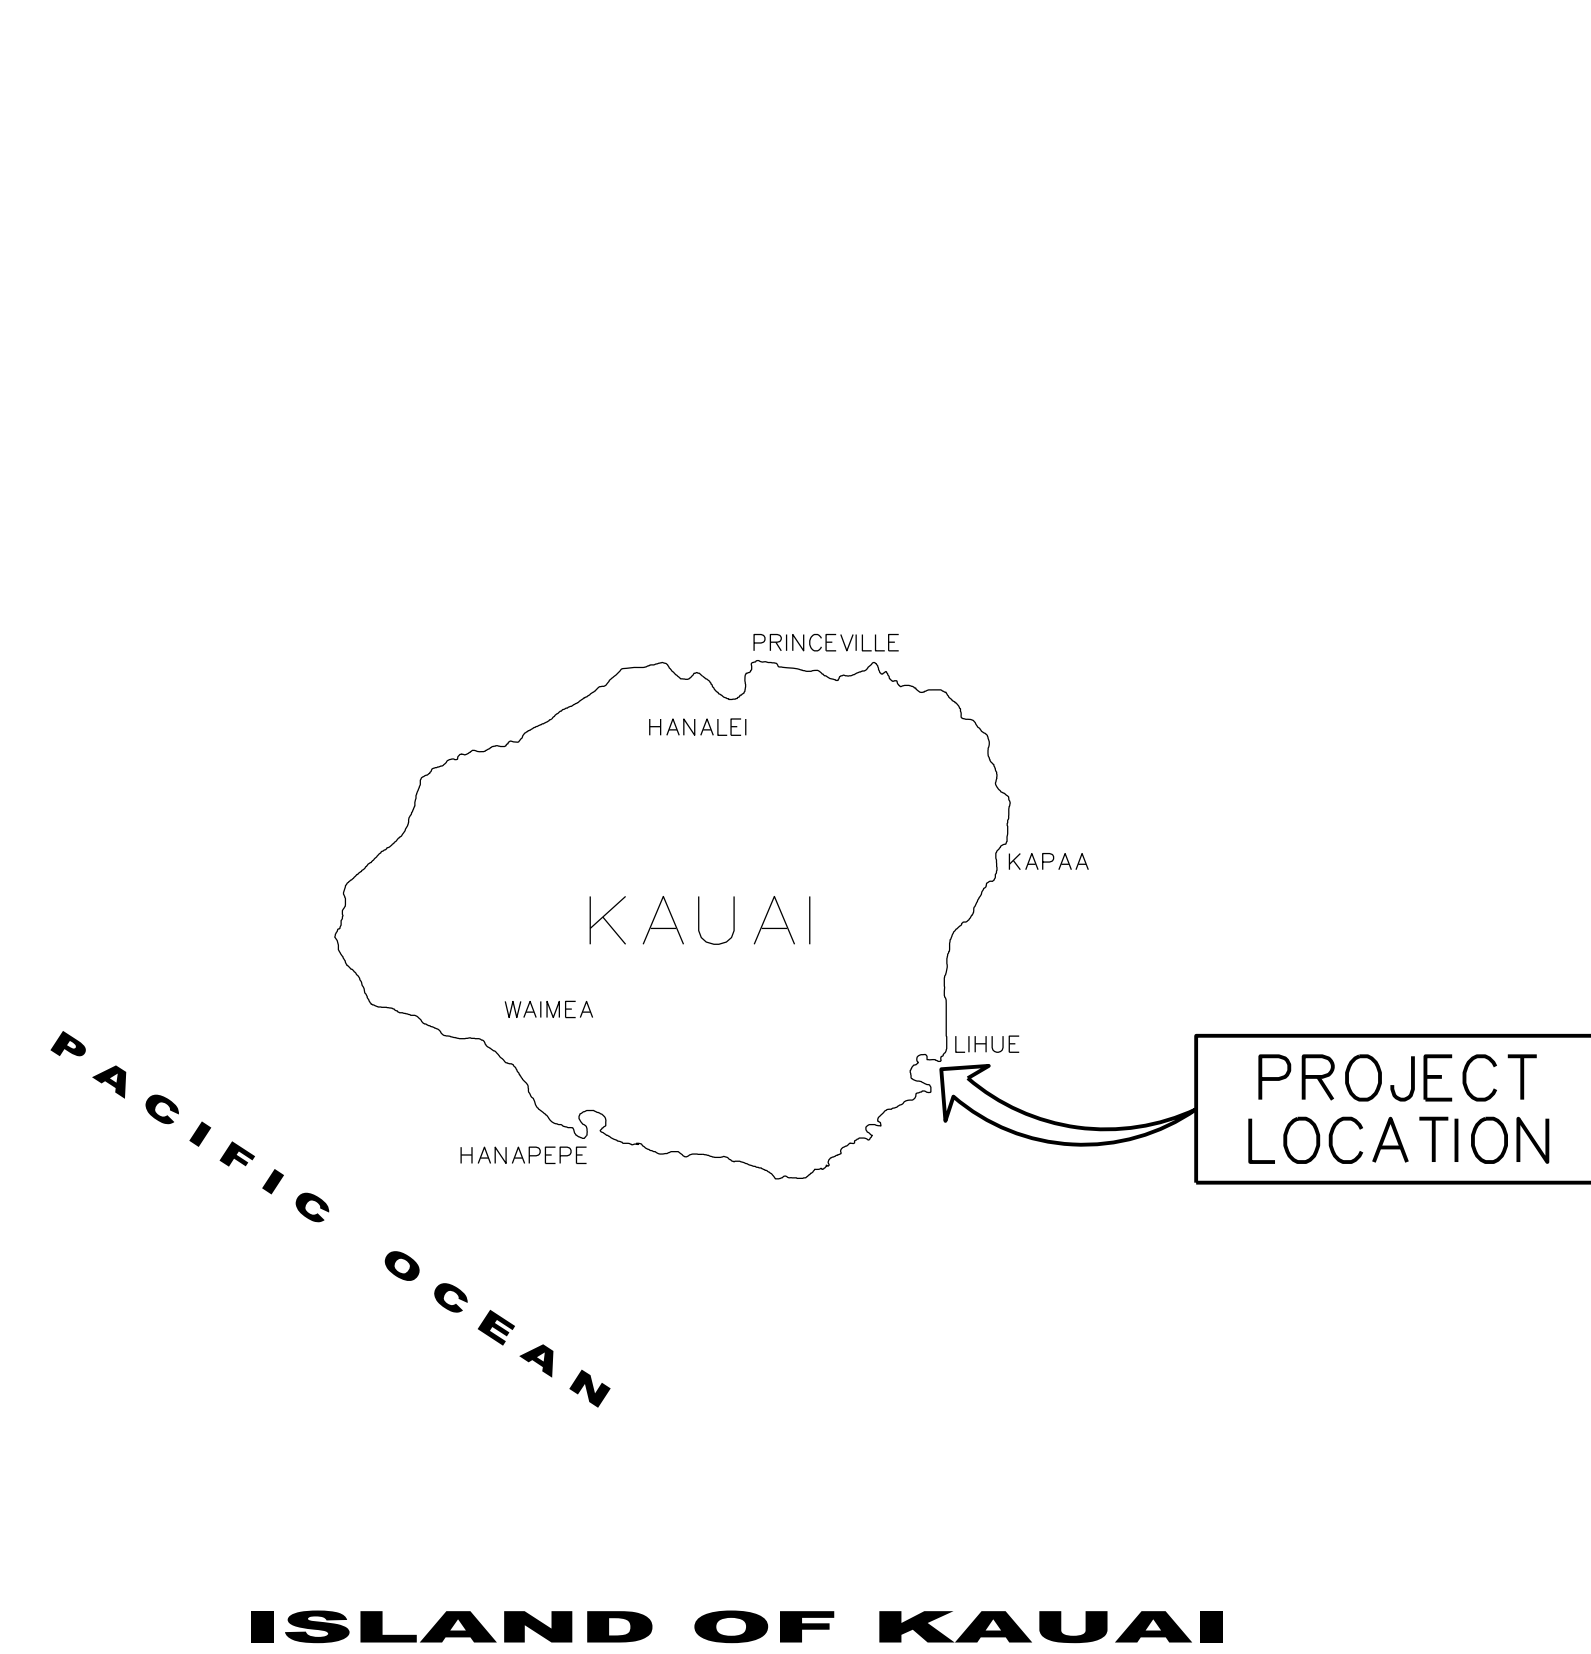 PRINCEVILLE
HANALEI
KAPAA
KAUAI
WAIMEA
LIHUE
PROJECT
LOCATION
HANAPEPE
PACIFIC OCEAN
ISLAND OF KAUAI